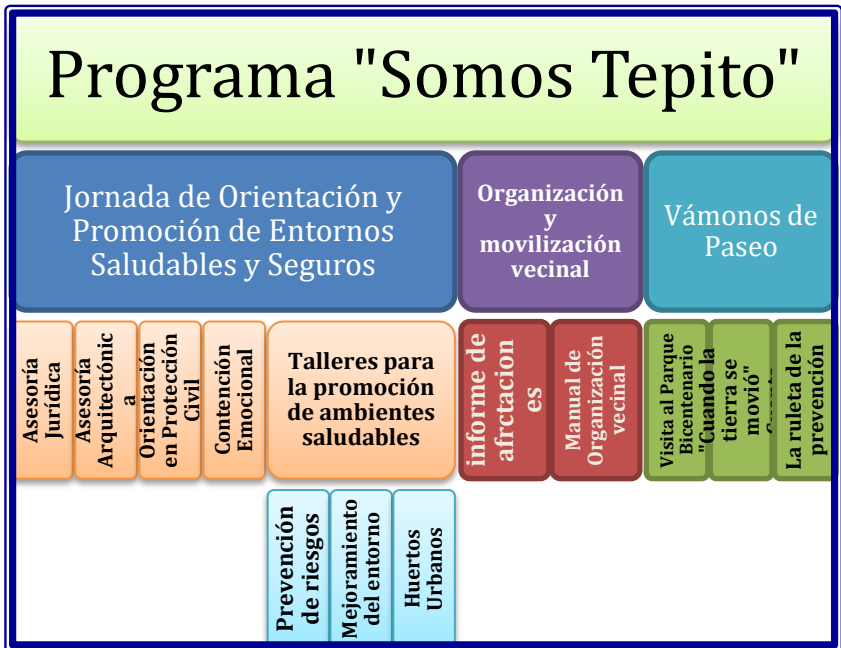 Programa "Somos Tepito"
Jornada de Orientación y
Promoción de Entornos
Saludables y Seguros
Organización
y
movilización
vecinal
Vámonos de
Paseo
Asesoría
Jurídica
Asesoría
Arquitectónic
a
Orientación
en Protección
Civil
Contención
Emocional
Talleres para
la promoción
de ambientes
saludables
informe de
afrctacion
es
Manual de
Organización
vecinal
Visita al Parque
Bicentenario
"Cuando la
tierra se
movió"
La ruleta de la
prevención
Prevención
de riesgos
Mejoramiento
del entorno
Huertos
Urbanos